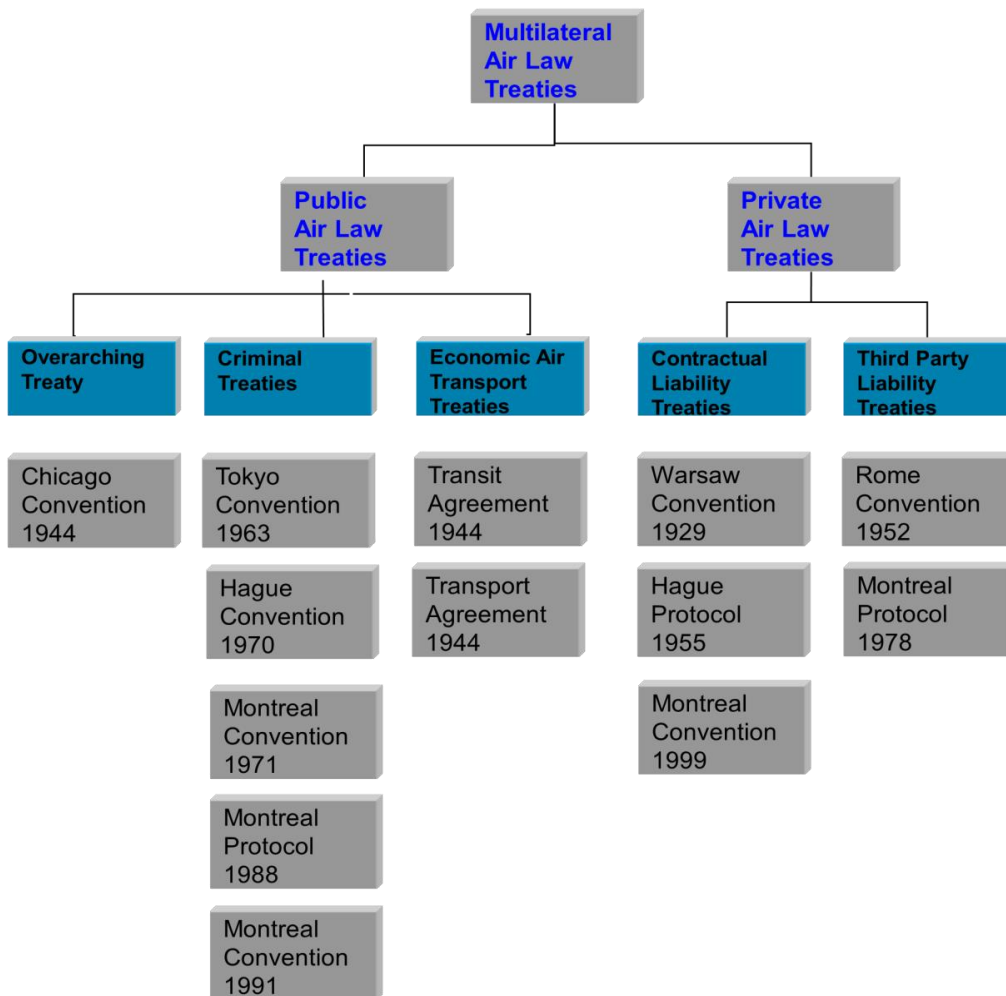 Multilateral
Air Law
Treaties
Public
Air Law
Treaties
Private
Air Law
Treaties
Overarching
Treaty
Criminal
Treaties
Economic Air
Transport
Treaties
Contractual
Liability
Treaties
Third Party
Liability
Treaties
Chicago
Convention
1944
Tokyo
Convention
1963
Transit
Agreement
1944
Warsaw
Convention
1929
Rome
Convention
1952
Hague
Convention
1970
Transport
Agreement
1944
Hague
Protocol
1955
Montreal
Protocol
1978
Montreal
Convention
1971
Montreal
Convention
1999
Montreal
Protocol
1988
Montreal
Convention
1991